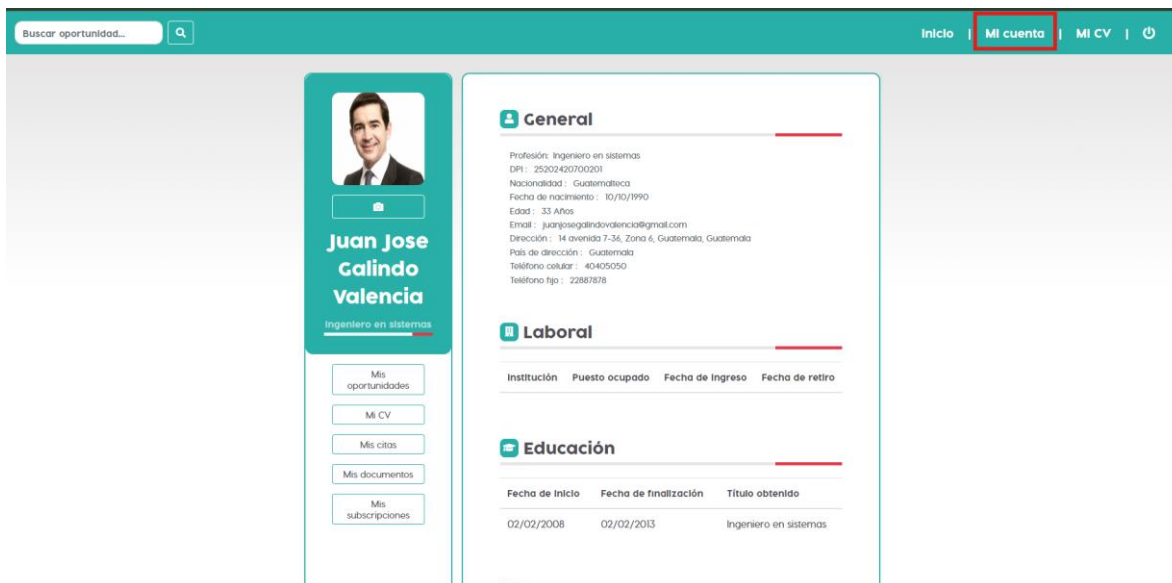 Buscar oportunidad...
Inicio | Mi cuenta | Mi CV |
Juan Jose
Galindo
Valencia
Ingeniero en sistemas
Mis
oportunidades
Mi CV
Mis citas
Mis documentos
Mis
subscripciones
General
Profesión: Ingeniero en sistemas
DPI : 25202420700201
Nacionalidad : Guatemalteca
Fecha de nacimiento : 10/10/1990
Edad : 33 Años
Email : juanjosegalindovalencia@gmail.com
Dirección : 14 avenida 7-36, Zona 6, Guatemala, Guatemala
País de dirección : Guatemala
Teléfono celular : 40405050
Teléfono fijo : 22887878
Laboral
Institución Puesto ocupado Fecha de ingreso Fecha de retiro
Educación
Fecha de inicio Fecha de finalización Título obtenido
02/02/2008 02/02/2013 Ingeniero en sistemas